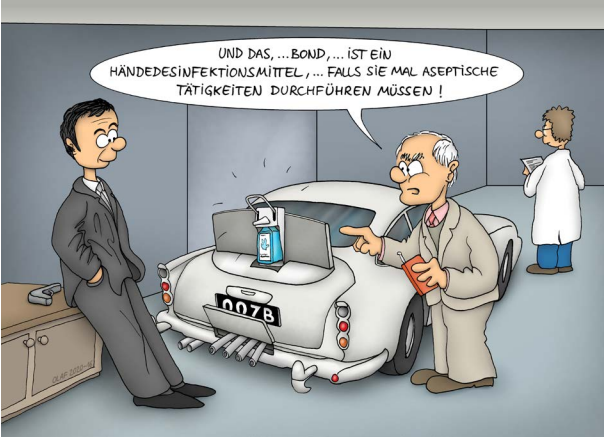 UND DAS, ...BOND,... IST EIN
HÄNDEDESINFEKTIONSMITTEL,... FALLS SIE MAL ASEPTISCHE
TÄTIGKEITEN DURCHFÜHREN MÜSSEN!
007B